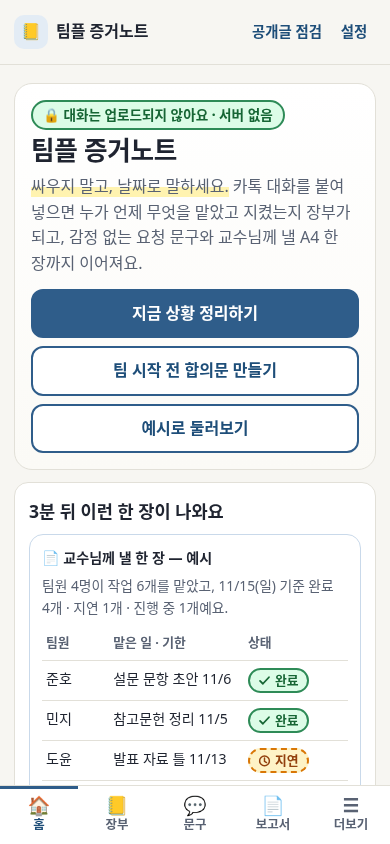 팀플 증거노트 공개글 점검 설정
대화는 업로드되지 않아요 · 서버 없음
팀플 증거노트
싸우지 말고, 날짜로 말하세요. 카톡 대화를 붙여
넣으면 누가 언제 무엇을 맡았고 지켰는지 장부가
되고, 감정 없는 요청 문구와 교수님께 낼 A4 한
장까지 이어져요.
지금 상황 정리하기
팀 시작 전 합의문 만들기
예시로 둘러보기
3분 뒤 이런 한 장이 나와요
교수님께 낼 한 장 — 예시
팀원 4명이 작업 6개를 맡았고, 11/15(일) 기준 완료
4개 · 지연 1개 · 진행 중 1개예요.
팀원 맡은 일 · 기한 상태
준호 설문 문항 초안 11/6 완료
민지 참고문헌 정리 11/5 완료
도윤 발표 자료 틀 11/13 지연
홈 장부 문구 보고서 더보기